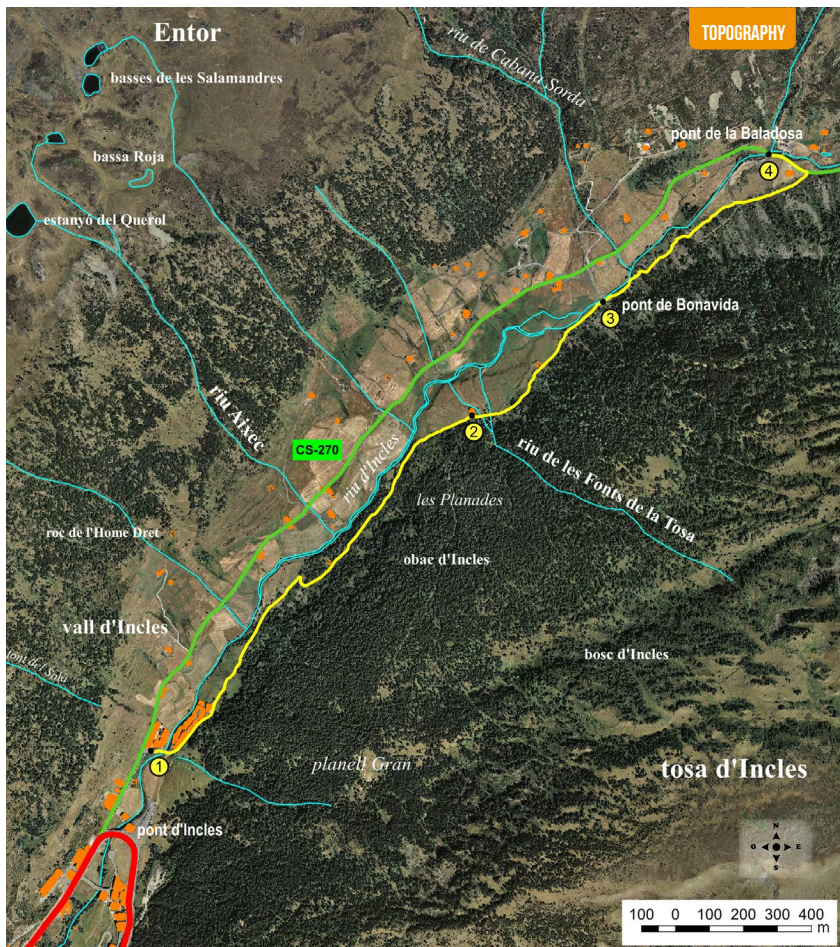 TOPOGRAPHY
Entor
riu de Cabana Sorda
basses de les Salamandres
pont de la Baladosa
bassa Roja
4
estanyó del Querol
pont de Bonavida
3
riu Aixec
2
CS-270
riu d'Incles
riu de les Fonts de la Tosa
les Planades
roc de l'Home Dret
obac d'Incles
vall d'Incles
bosc d'Incles
font del Solà
1
planell Gran
tosa d'Incles
pont d'Incles
N
O E
S
100 0 100 200 300 400
m